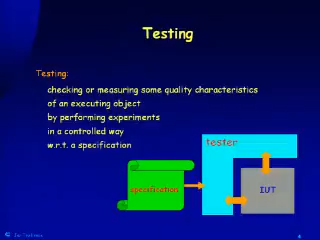 Testing
Testing:
checking or measuring some quality characteristics
of an executing object
by performing experiments
in a controlled way
w.r.t. a specification
tester
specification
IUT
©